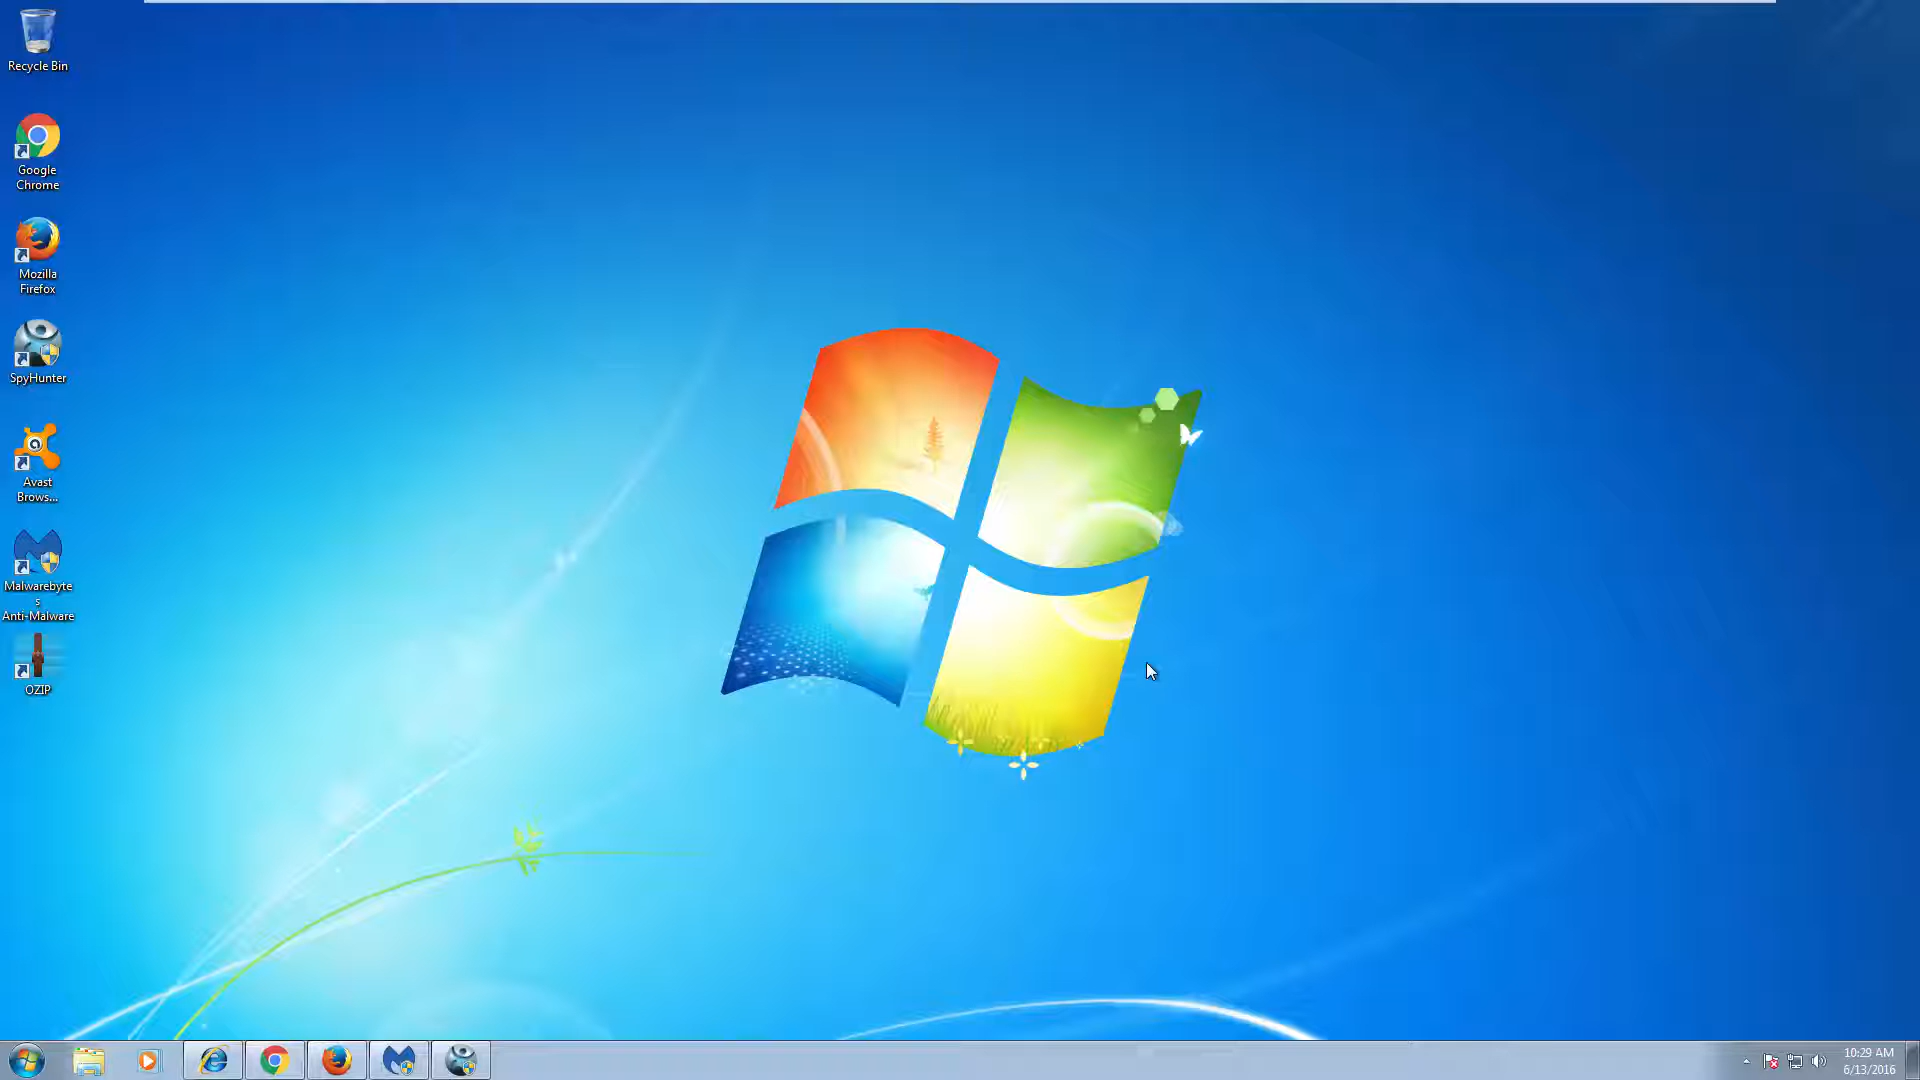 Recycle Bin
Google
Chrome
Mozilla
Firefox
SpyHunter
Avast
Brows...
Malwarebyte
s
Anti-Malware
OZIP
10:29 AM
6/13/2016